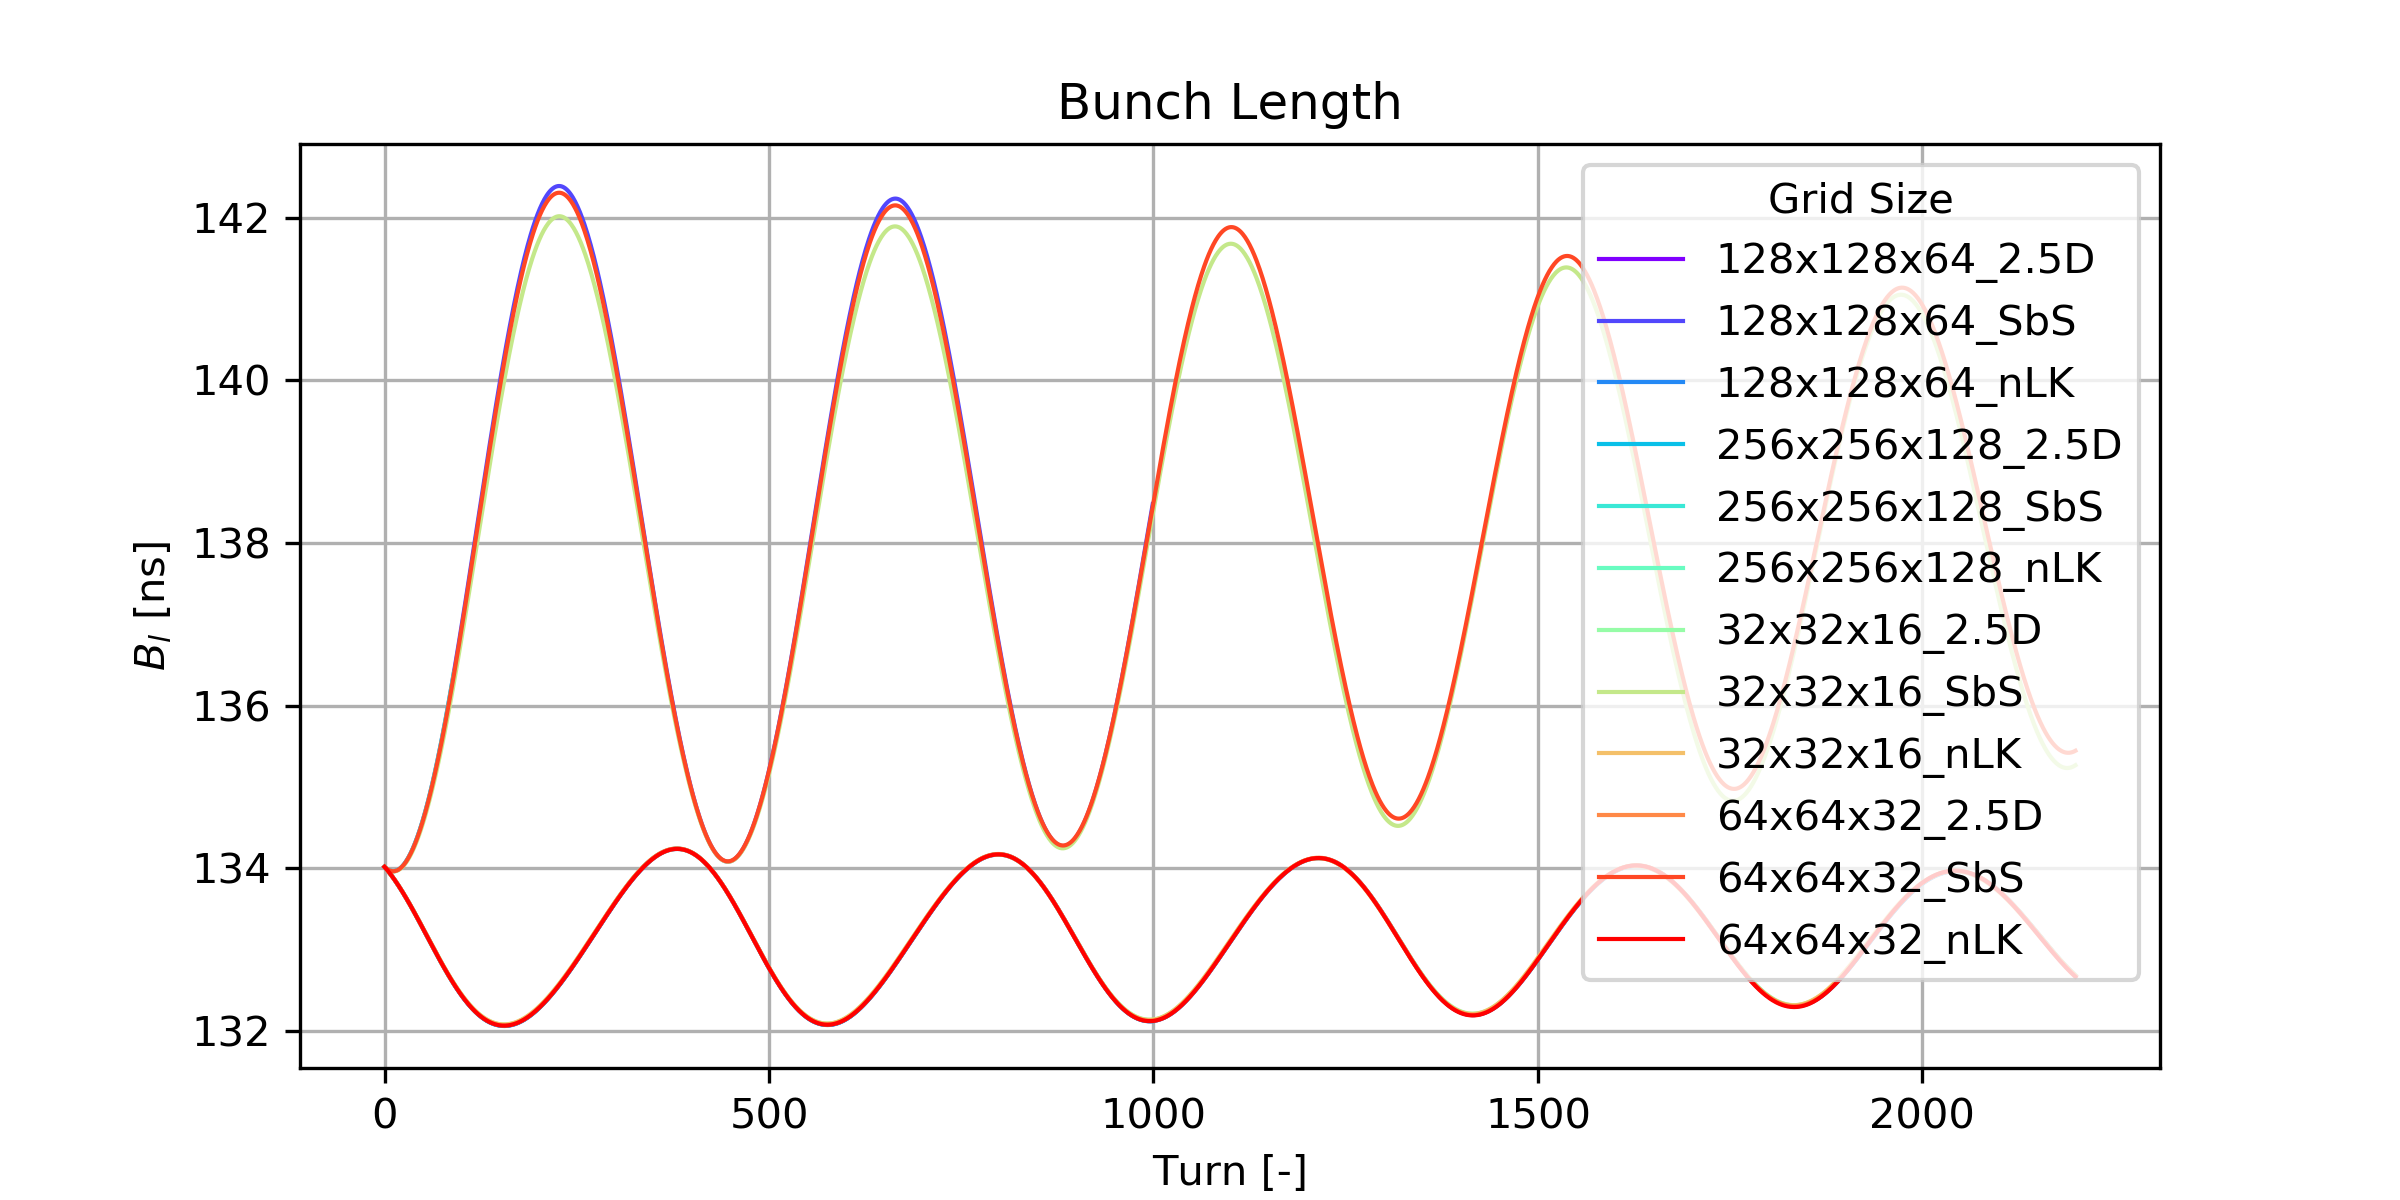 Bunch Length
142
140
138
136
134
132
B_l [ns]
0 500 1000 1500 2000
Turn [-]
Grid Size
128x128x64_2.5D
128x128x64_SbS
128x128x64_nLK
256x256x128_2.5D
256x256x128_SbS
256x256x128_nLK
32x32x16_2.5D
32x32x16_SbS
32x32x16_nLK
64x64x32_2.5D
64x64x32_SbS
64x64x32_nLK